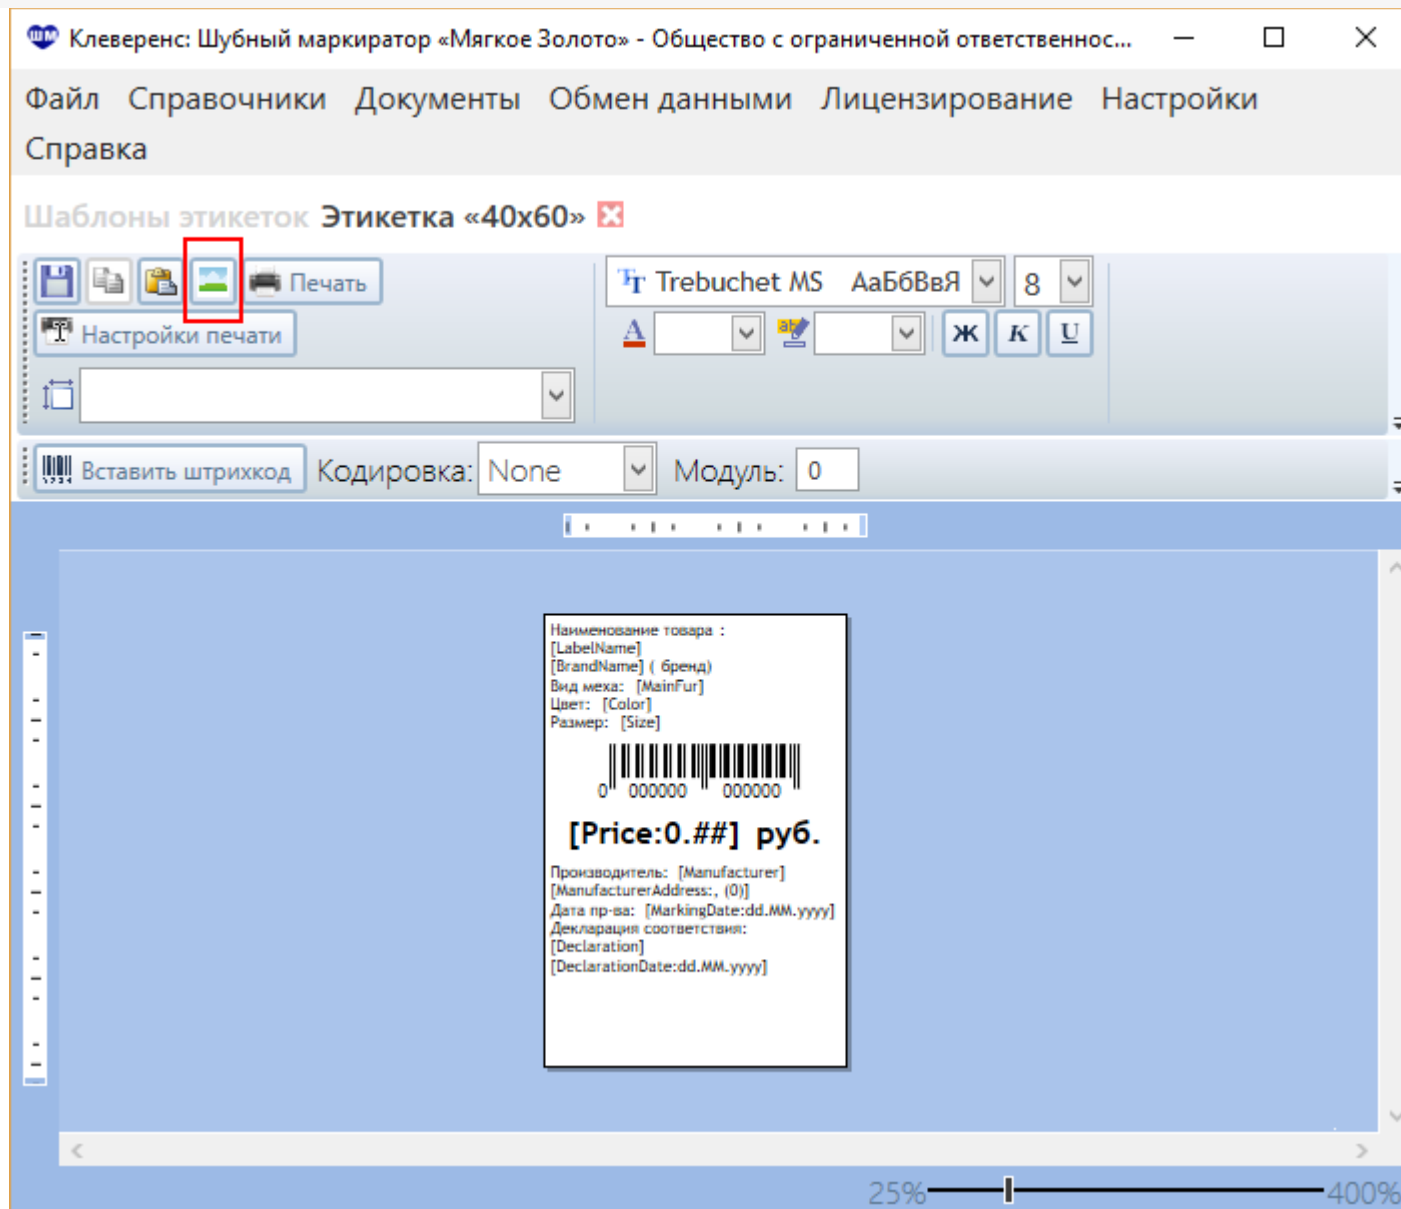 Клеверенс: Шубный маркиратор «Мягкое Золото» - Общество с ограниченной ответственнос...
Файл Справочники Документы Обмен данными Лицензирование Настройки
Справка
Шаблоны этикеток Этикетка «40x60»
Печать
Trebuchet MS АаБбВвЯ 8
Настройки печати
А Ж К U
Вставить штрихкод Кодировка: None Модуль: 0
Наименование товара :
[LabelName]
[BrandName] ( бренд)
Вид меха: [MainFur]
Цвет: [Color]
Размер: [Size]
0 000000 000000
[Price:0.##] руб.
Производитель: [Manufacturer]
[ManufacturerAddress:, (0)]
Дата пр-ва: [MarkingDate:dd.MM.yyyy]
Декларация соответствия:
[Declaration]
[DeclarationDate:dd.MM.yyyy]
25% 400%